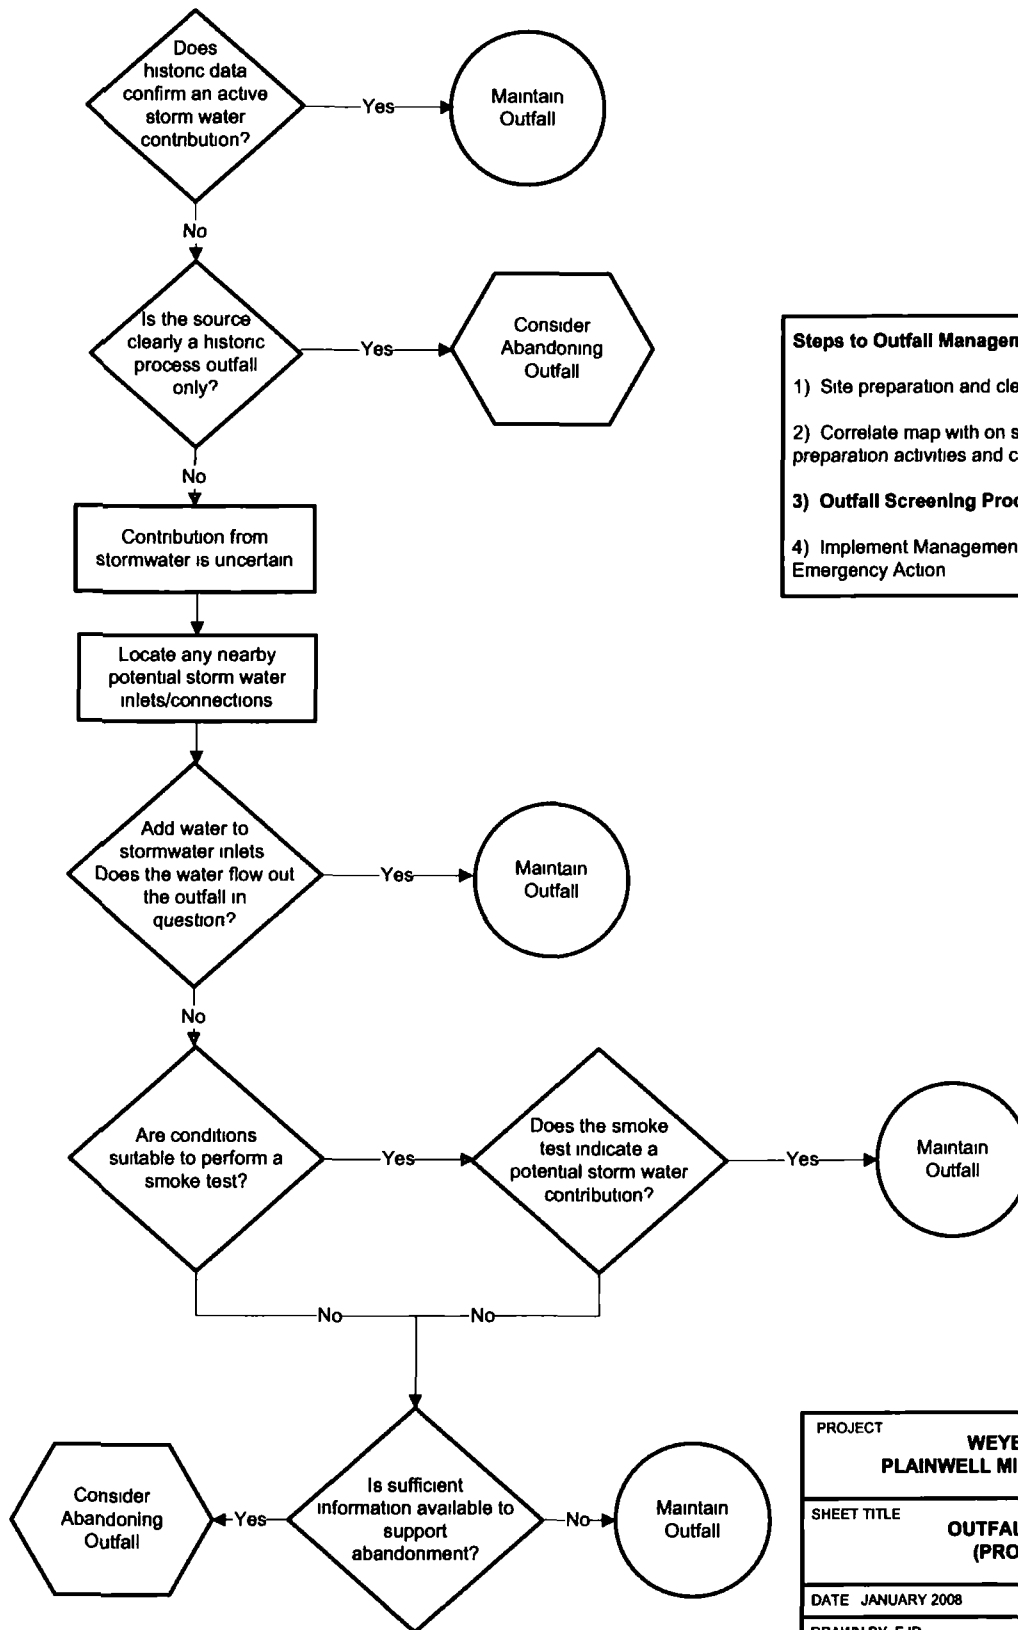 Does
historic data
confirm an active
storm water
contribution?
Yes
Maintain
Outfall
No
Is the source
clearly a historic
process outfall
only?
Yes
Consider
Abandoning
Outfall
No
Contribution from
stormwater is uncertain
Locate any nearby
potential storm water
inlets/connections
Add water to
stormwater inlets
Does the water flow out
the outfall in
question?
Yes
Maintain
Outfall
No
Are conditions
suitable to perform a
smoke test?
Yes
Does the smoke
test indicate a
potential storm water
contribution?
Yes
Maintain
Outfall
No
No
Is sufficient
information available to
support
abandonment?
Yes
Consider
Abandoning
Outfall
No
Maintain
Outfall
Steps to Outfall
1) Site preparation and
2) Correlate map with on
preparation activities and
3) Outfall Screening
4) Implement
Emergency Action
PROJECT
PLAINWELL
SHEET TITLE
DATE JANUARY 2008